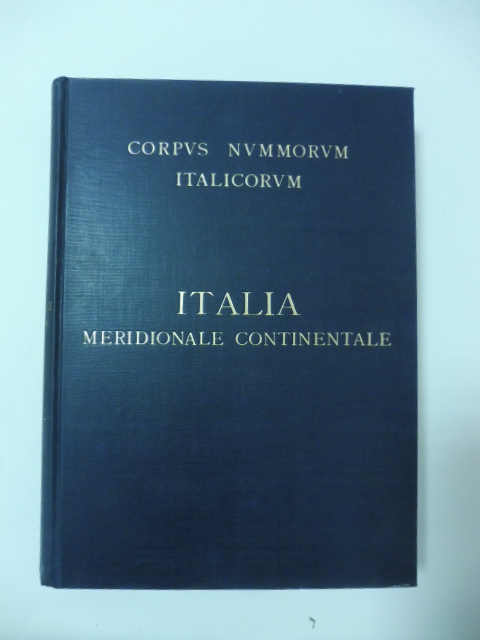 CORPVS NVMMORVM
ITALICORVM
ITALIA
MERIDIONALE CONTINENTALE